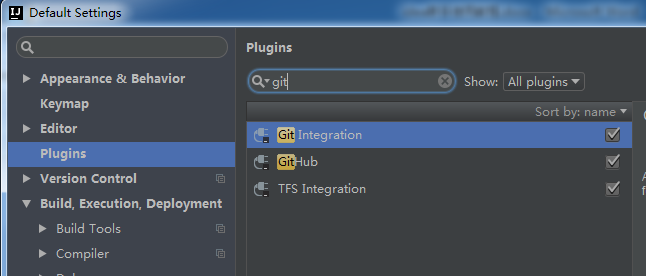 IJ Default Settings
Appearance & Behavior
Keymap
Editor
Plugins
Version Control
Build, Execution, Deployment
Build Tools
Compiler
Plugins
git
Show: All plugins
Sort by: name
Git Integration
GitHub
TFS Integration